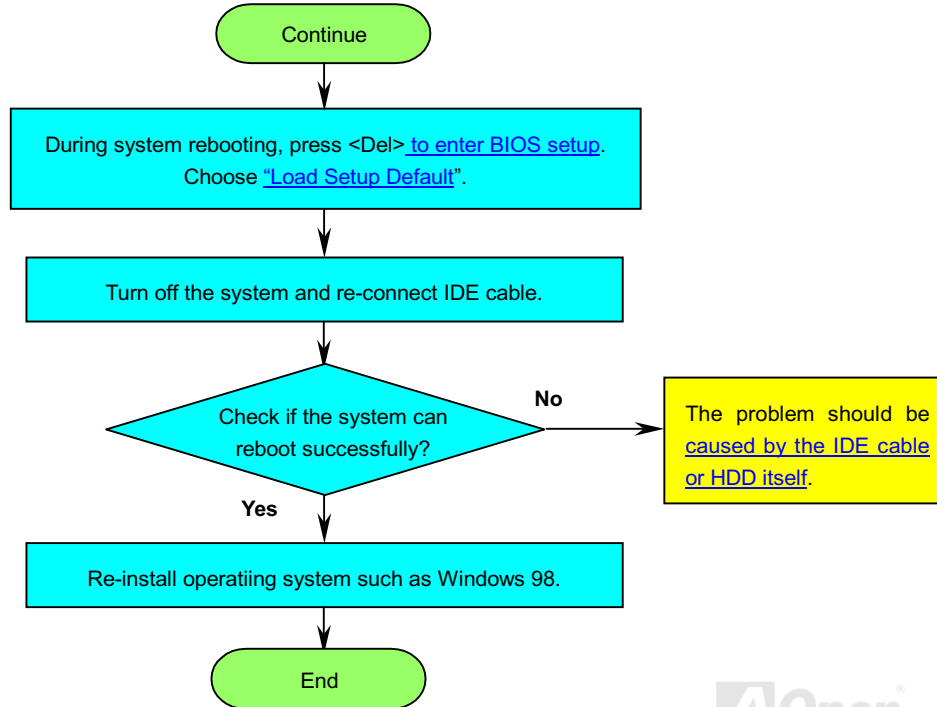 Continue
During system rebooting, press <Del> to enter BIOS setup.
Choose “Load Setup Default”.
Turn off the system and re-connect IDE cable.
Check if the system can
reboot successfully?
No
The problem should be
caused by the IDE cable
or HDD itself.
Yes
Re-install operatiing system such as Windows 98.
End